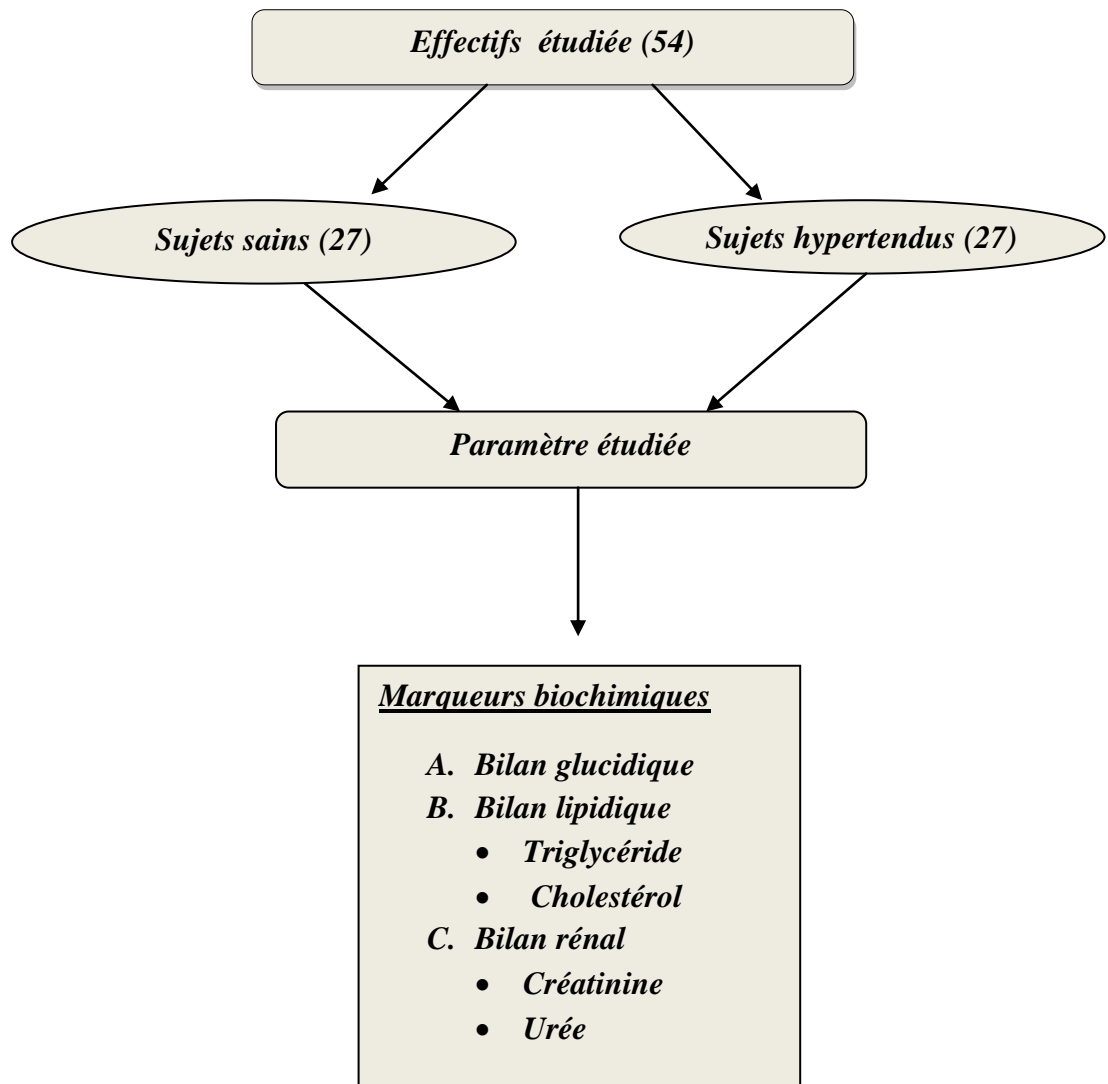 Effectifs étudiée (54)
Sujets sains (27)
Sujets hypertendus (27)
Paramètre étudiée
Marqueurs biochimiques
A. Bilan glucidique
B. Bilan lipidique
• Triglycéride
• Cholestérol
C. Bilan rénal
• Créatinine
• Urée